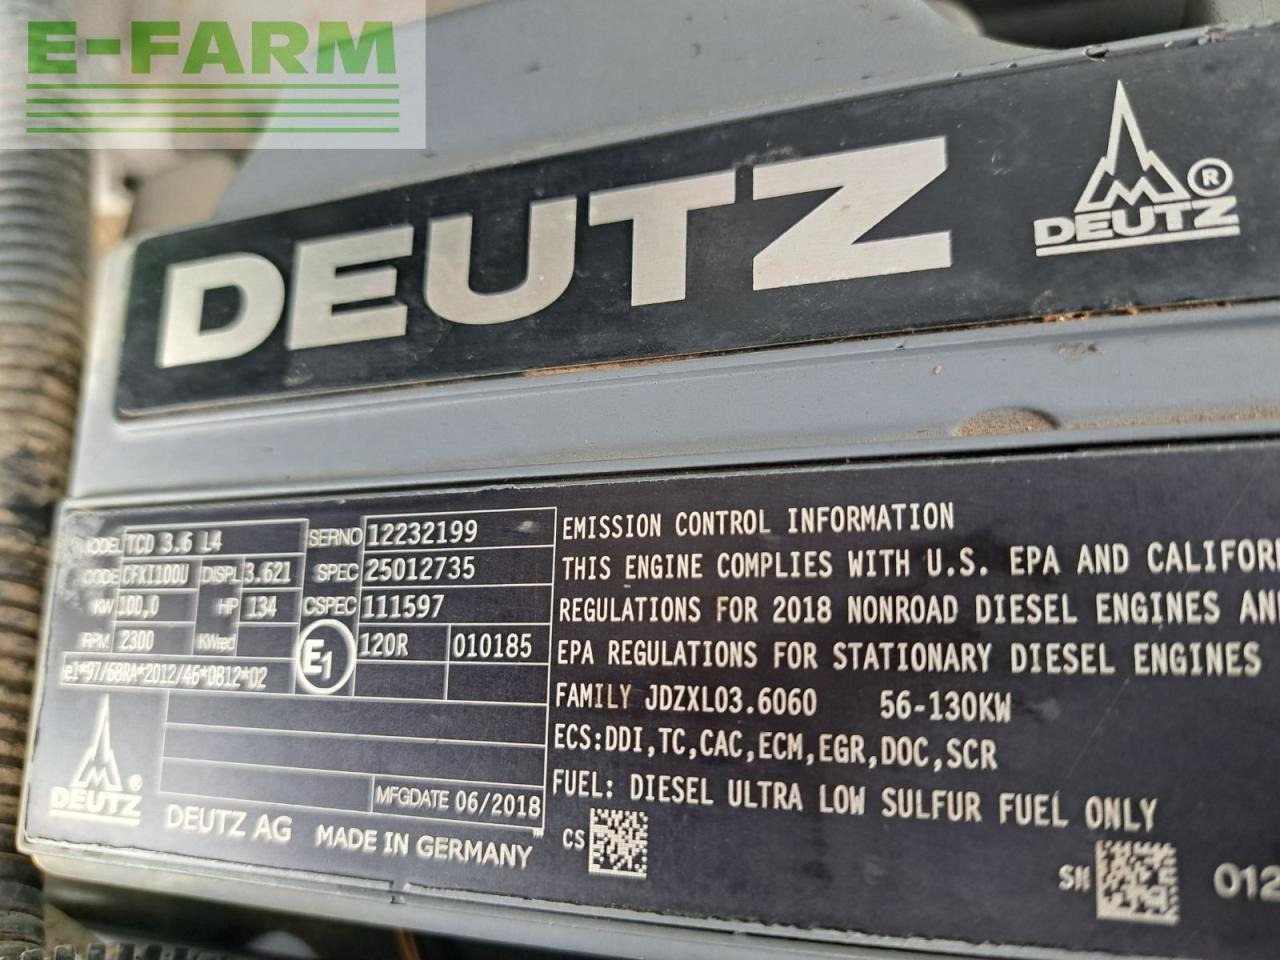 E-FARM
DEUTZ
DEUTZ ®
MODEL TCD 3.6 L4 SERNO 12232199
CODE CFXI100U DISPL 3.621 SPEC 25012735
KW 100,0 HP 134 CSPEC 111597
RPM 2300 KWred E1 120R 010185
e1*97/68RA*2012/46*0812*02
MFGDATE 06/2018
DEUTZ ®
DEUTZ AG MADE IN GERMANY
EMISSION CONTROL INFORMATION
THIS ENGINE COMPLIES WITH U.S. EPA AND CALIFOR
REGULATIONS FOR 2018 NONROAD DIESEL ENGINES AN
EPA REGULATIONS FOR STATIONARY DIESEL ENGINES
FAMILY JDZXL03.6060 56-130KW
ECS:DDI,TC,CAC,ECM,EGR,DOC,SCR
FUEL: DIESEL ULTRA LOW SULFUR FUEL ONLY
CS
SN 012